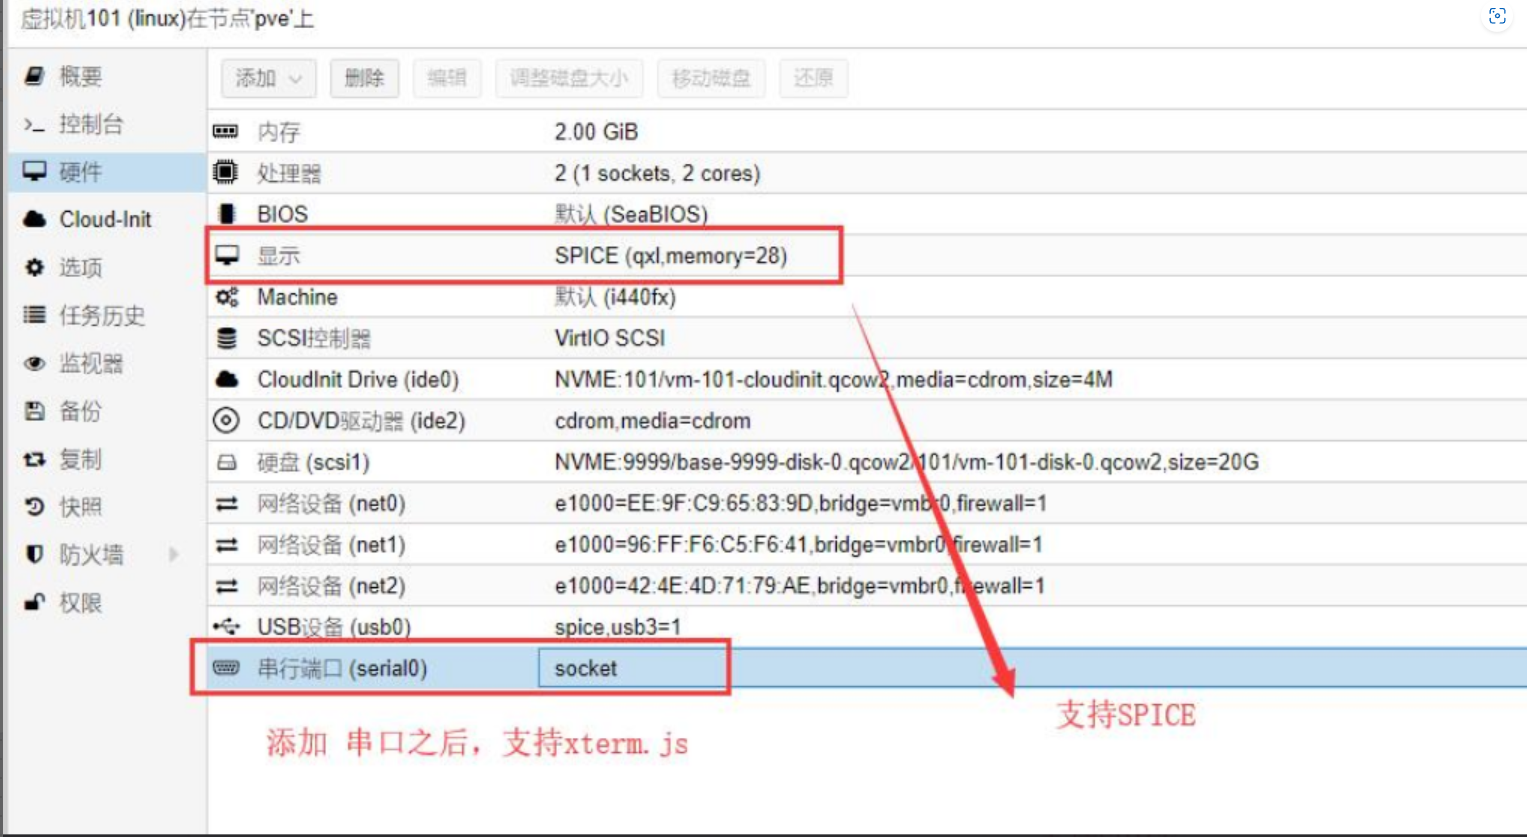 虚拟机101 (linux)在节点'pve'上
概要
控制台
硬件
Cloud-Init
选项
任务历史
监视器
备份
复制
快照
防火墙
权限
添加 删除 编辑 调整磁盘大小 移动磁盘 还原
内存 2.00 GiB
处理器 2 (1 sockets, 2 cores)
BIOS 默认 (SeaBIOS)
显示 SPICE (qxl,memory=28)
Machine 默认 (i440fx)
SCSI控制器 VirtIO SCSI
CloudInit Drive (ide0) NVME:101/vm-101-cloudinit.qcow2,media=cdrom,size=4M
CD/DVD驱动器 (ide2) cdrom,media=cdrom
硬盘 (scsi1) NVME:9999/base-9999-disk-0.qcow2/101/vm-101-disk-0.qcow2,size=20G
网络设备 (net0) e1000=EE:9F:C9:65:83:9D,bridge=vmbr0,firewall=1
网络设备 (net1) e1000=96:FF:F6:C5:F6:41,bridge=vmbr0,firewall=1
网络设备 (net2) e1000=42:4E:4D:71:79:AE,bridge=vmbr0,firewall=1
USB设备 (usb0) spice,usb3=1
串行端口 (serial0) socket
支持SPICE
添加 串口之后，支持xterm.js